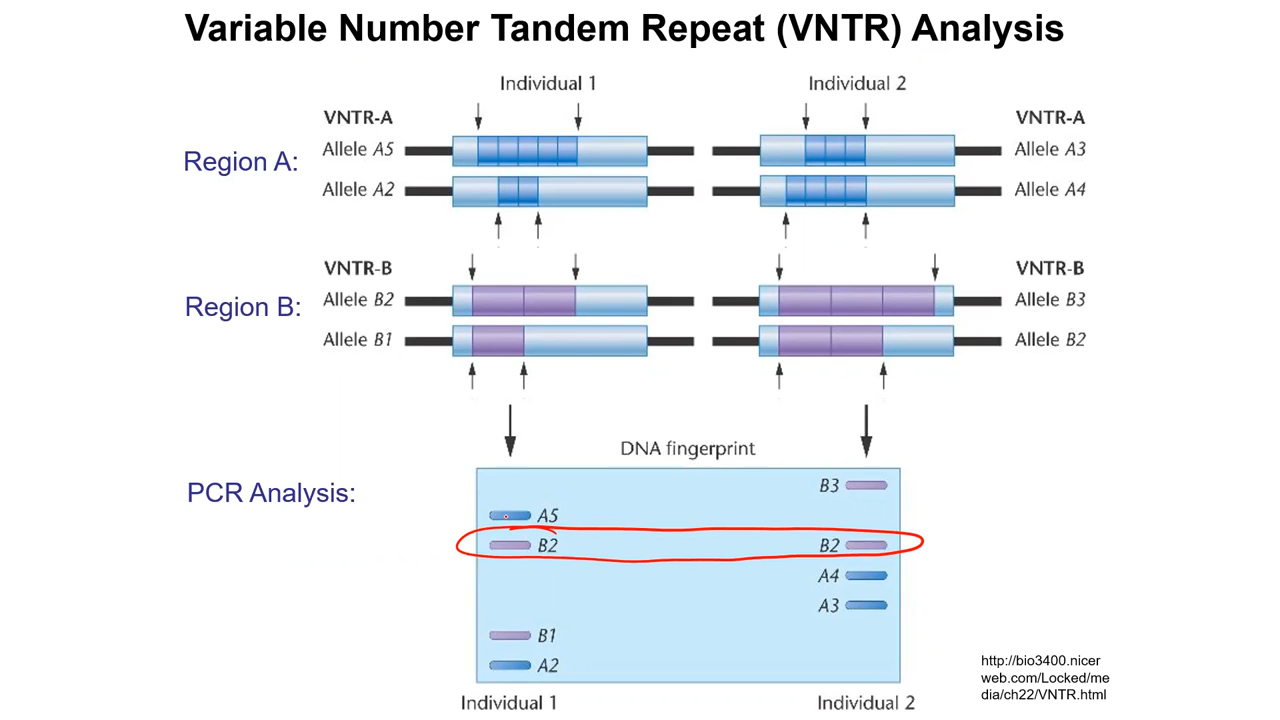 Variable Number Tandem Repeat (VNTR) Analysis
Individual 1
Individual 2
VNTR-A
VNTR-A
Region A:
Allele A5
Allele A3
Allele A2
Allele A4
VNTR-B
VNTR-B
Region B:
Allele B2
Allele B3
Allele B1
Allele B2
DNA fingerprint
PCR Analysis:
B3
A5
B2
B2
A4
A3
B1
A2
Individual 1
Individual 2
http://bio3400.nicer
web.com/Locked/me
dia/ch22/VNTR.html